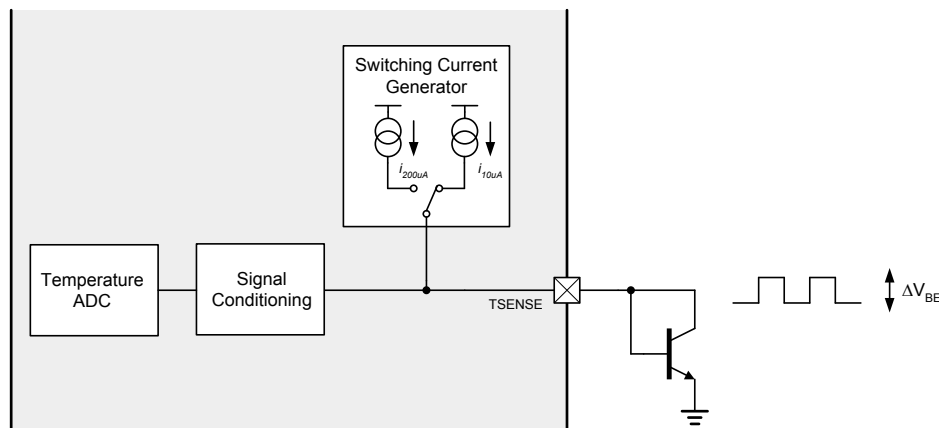 Switching Current
Generator
i200uA
i10uA
Temperature
ADC
Signal
Conditioning
TSENSE
ΔVBE